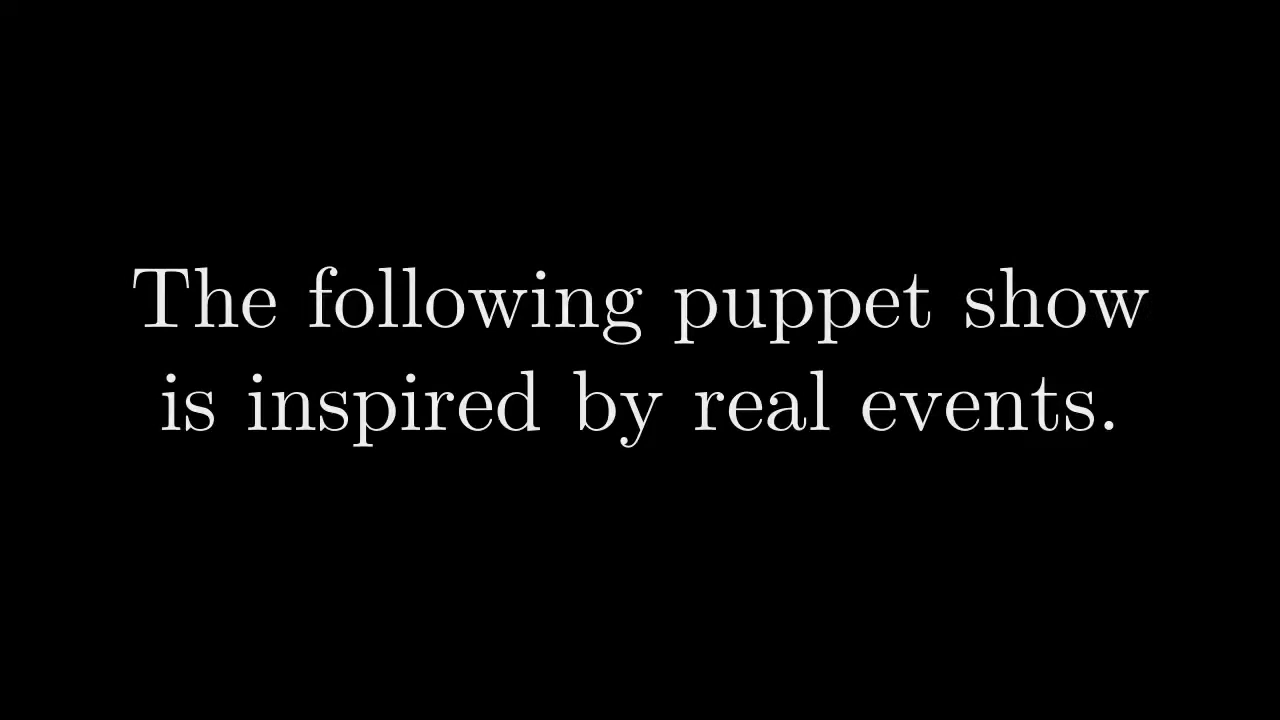 The following puppet show
is inspired by real events.